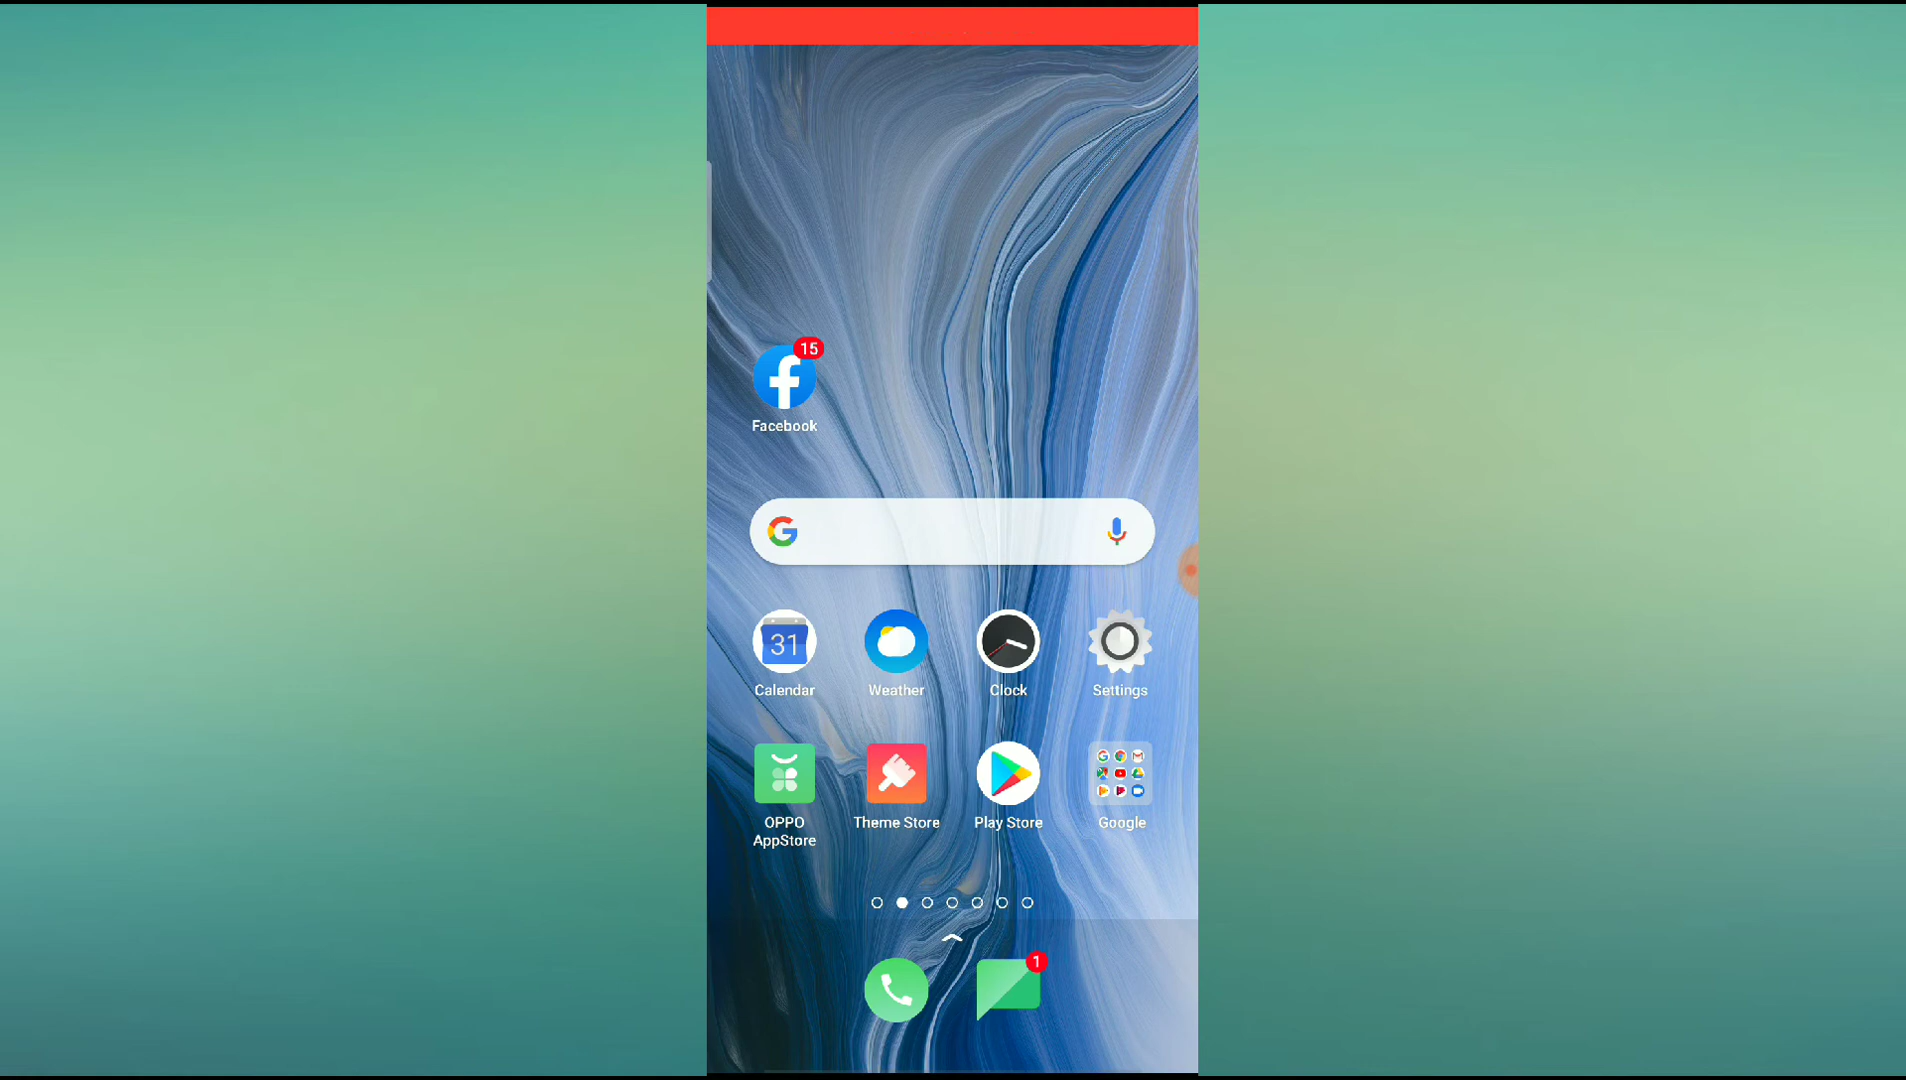 15
Facebook
31
Calendar
Weather
Clock
Settings
OPPO
AppStore
Theme Store
Play Store
Google
1